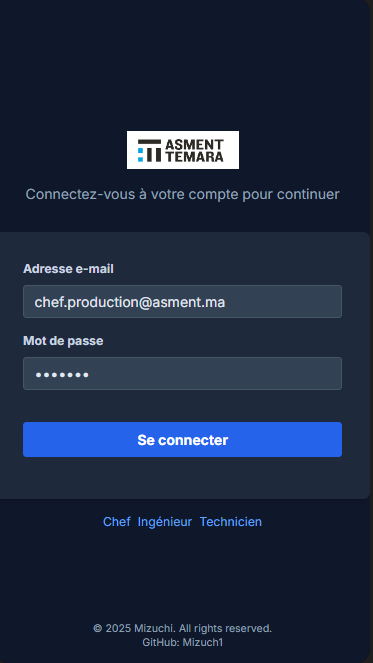 ASMENT
TEMARA
Connectez-vous à votre compte pour continuer
Adresse e-mail
chef.production@asment.ma
Mot de passe
•••••••
Se connecter
Chef Ingénieur Technicien
© 2025 Mizuchi. All rights reserved.
GitHub: Mizuch1